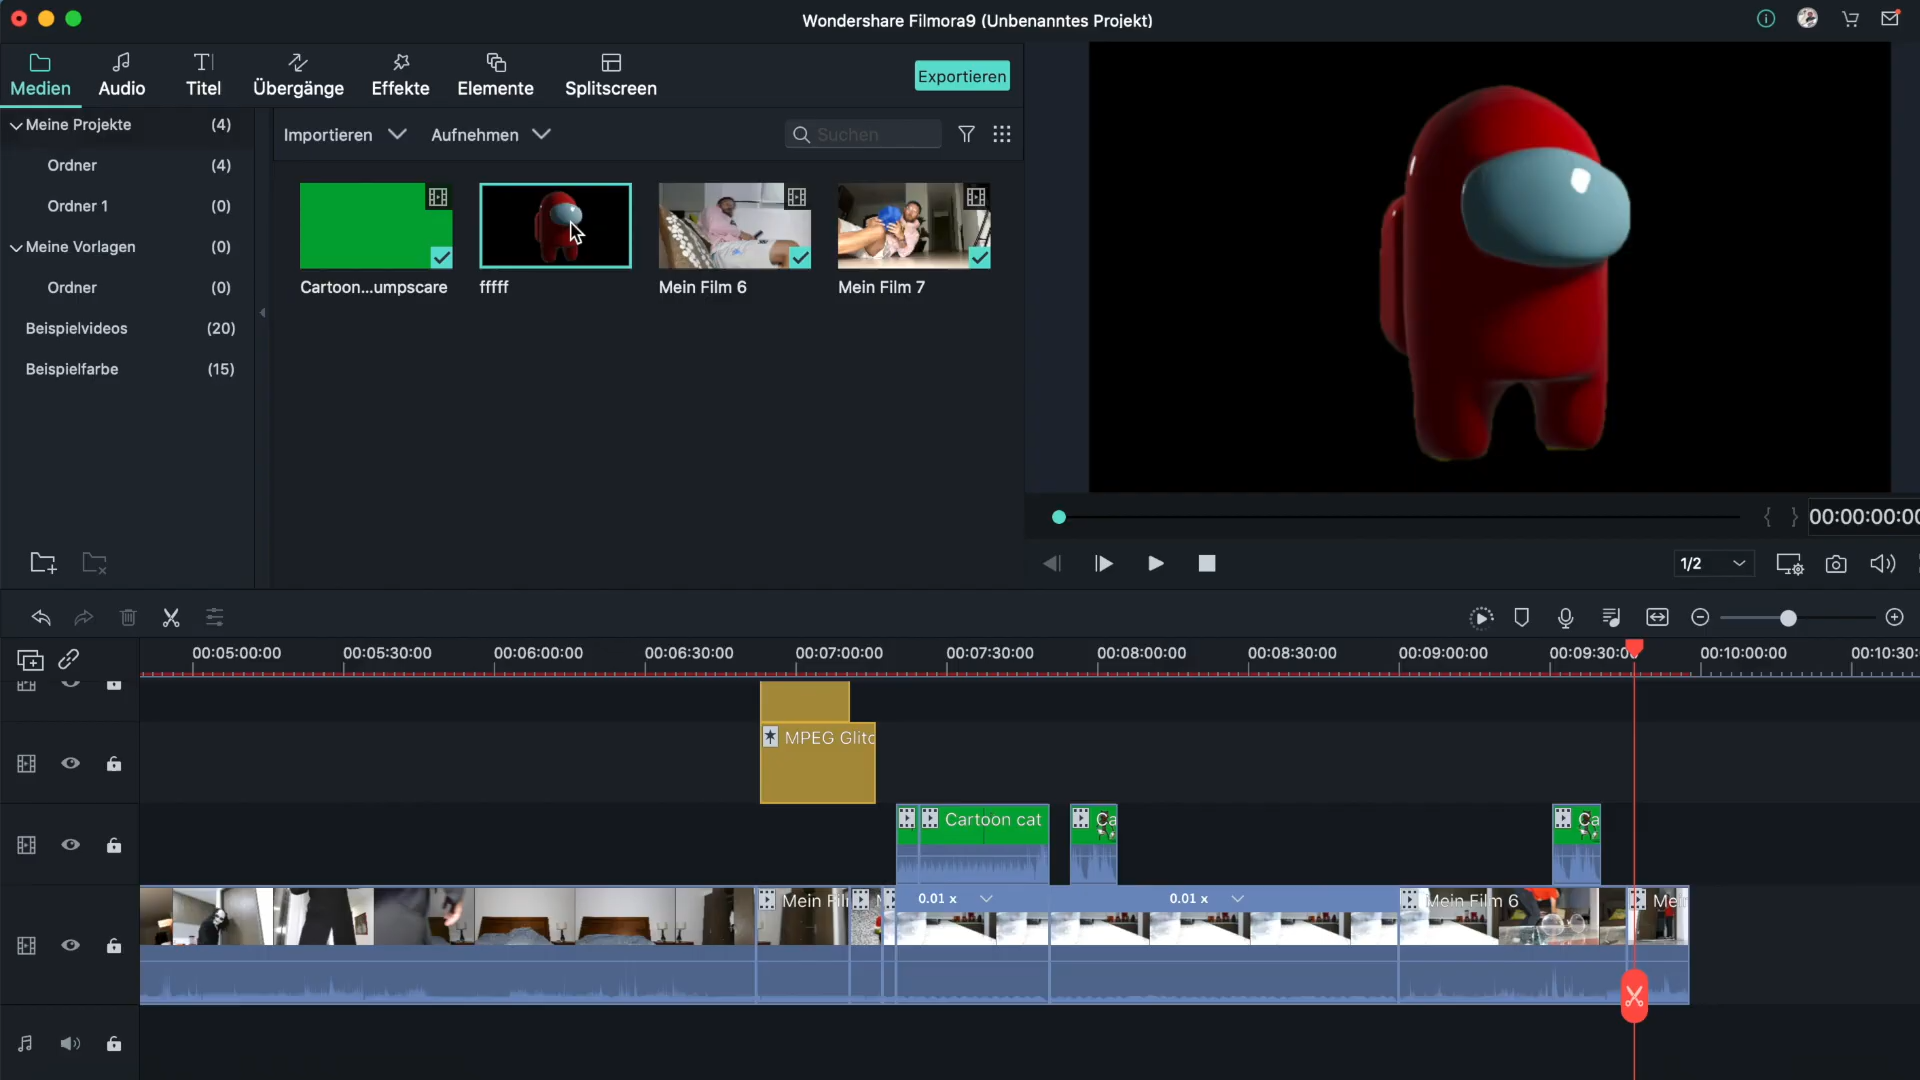 Wondershare Filmora9 (Unbenanntes Projekt)
Medien
Audio
Titel
Übergänge
Effekte
Elemente
Splitscreen
Exportieren
Meine Projekte (4)
Ordner (4)
Ordner 1 (0)
Meine Vorlagen (0)
Ordner (0)
Beispielvideos (20)
Beispielfarbe (15)
Importieren
Aufnehmen
Suchen
Cartoon...umpscare
fffff
Mein Film 6
Mein Film 7
00:00:00:00
1/2
00:05:00:00
00:05:30:00
00:06:00:00
00:06:30:00
00:07:00:00
00:07:30:00
00:08:00:00
00:08:30:00
00:09:00:00
00:09:30:0
00:10:00:00
00:10:30:
MPEG Glitc
Cartoon cat
Ca
Ca
Mein Fil
0.01 x
0.01 x
Mein Film 6
Mei